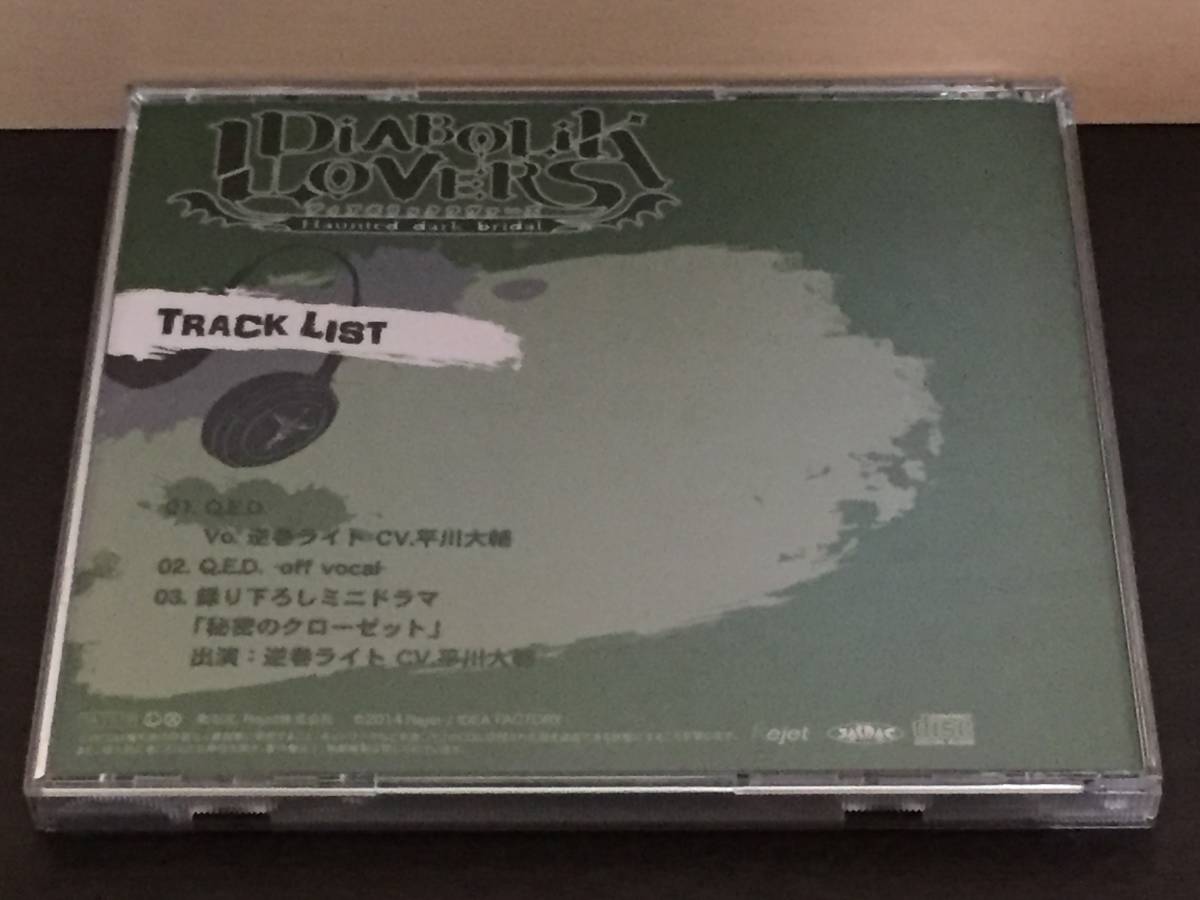 DIABOLIK
LOVERS
Haunted dark bridal
TRACK LIST
01. Q.E.D.
Vo. 逆巻ライト CV.平川大輔
02. Q.E.D. -off vocal-
03. 録り下ろしミニドラマ
「秘密のクローゼット」
出演：逆巻ライト CV.平川大輔
©2014 Rejet / IDEA FACTORY
Rejet
JASRAC
disc